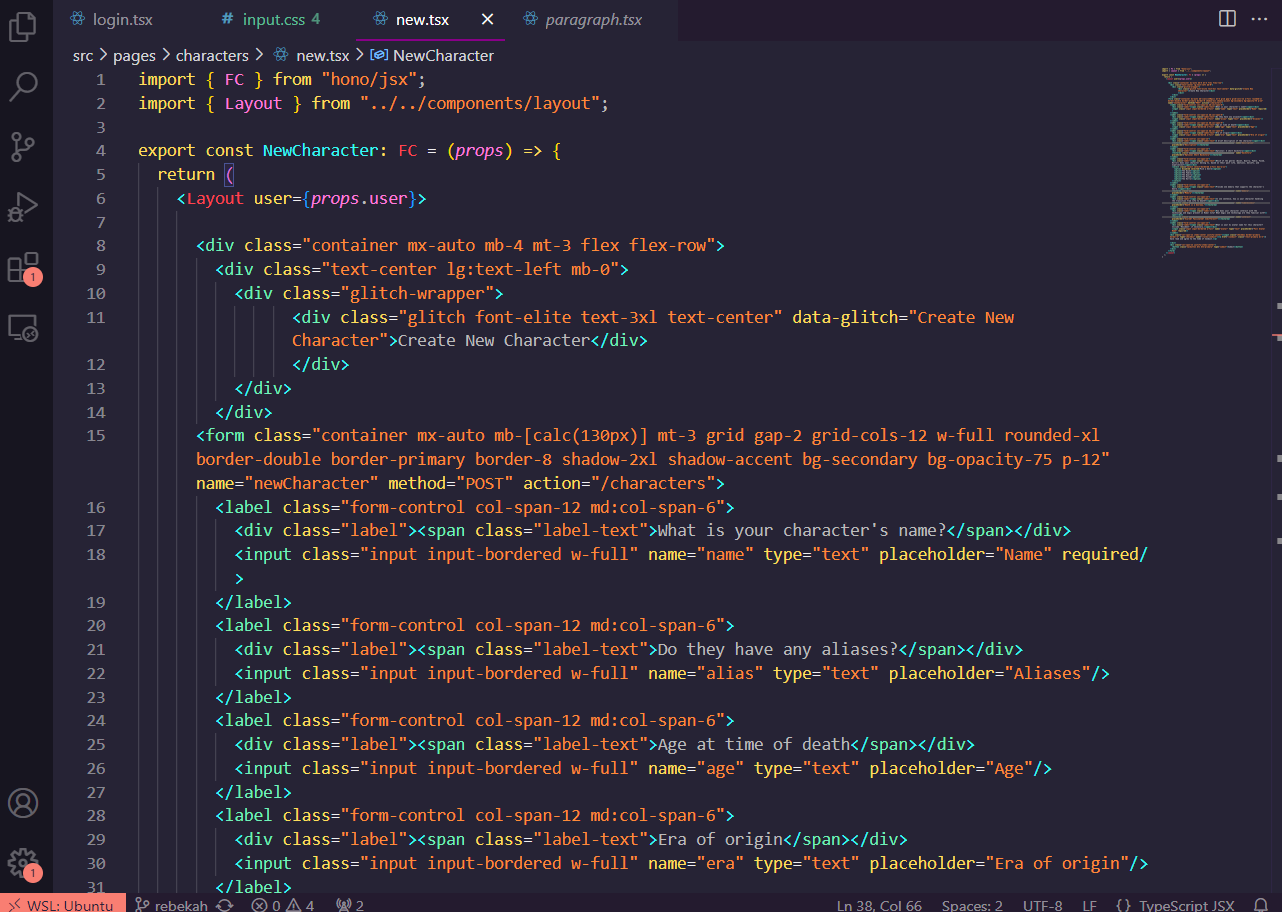 login.tsx
# input.css 4
new.tsx
paragraph.tsx
src > pages > characters > new.tsx > NewCharacter
1 import { FC } from "hono/jsx";
2 import { Layout } from "../../components/layout";
3
4 export const NewCharacter: FC = (props) => {
5 return (
6 <Layout user={props.user}>
7
8 <div class="container mx-auto mb-4 mt-3 flex flex-row">
9 <div class="text-center lg:text-left mb-0">
10 <div class="glitch-wrapper">
11 <div class="glitch font-elite text-3xl text-center" data-glitch="Create New
Character">Create New Character</div>
12 </div>
13 </div>
14 </div>
15 <form class="container mx-auto mb-[calc(130px)] mt-3 grid gap-2 grid-cols-12 w-full rounded-xl
border-double border-primary border-8 shadow-2xl shadow-accent bg-secondary bg-opacity-75 p-12"
name="newCharacter" method="POST" action="/characters">
16 <label class="form-control col-span-12 md:col-span-6">
17 <div class="label"><span class="label-text">What is your character's name?</span></div>
18 <input class="input input-bordered w-full" name="name" type="text" placeholder="Name" required/
>
19 </label>
20 <label class="form-control col-span-12 md:col-span-6">
21 <div class="label"><span class="label-text">Do they have any aliases?</span></div>
22 <input class="input input-bordered w-full" name="alias" type="text" placeholder="Aliases"/>
23 </label>
24 <label class="form-control col-span-12 md:col-span-6">
25 <div class="label"><span class="label-text">Age at time of death</span></div>
26 <input class="input input-bordered w-full" name="age" type="text" placeholder="Age"/>
27 </label>
28 <label class="form-control col-span-12 md:col-span-6">
29 <div class="label"><span class="label-text">Era of origin</span></div>
30 <input class="input input-bordered w-full" name="era" type="text" placeholder="Era of origin"/>
31 </label>
1
1
WSL: Ubuntu
rebekah
0
4
2
Ln 38, Col 66
Spaces: 2
UTF-8
LF
{} TypeScript JSX